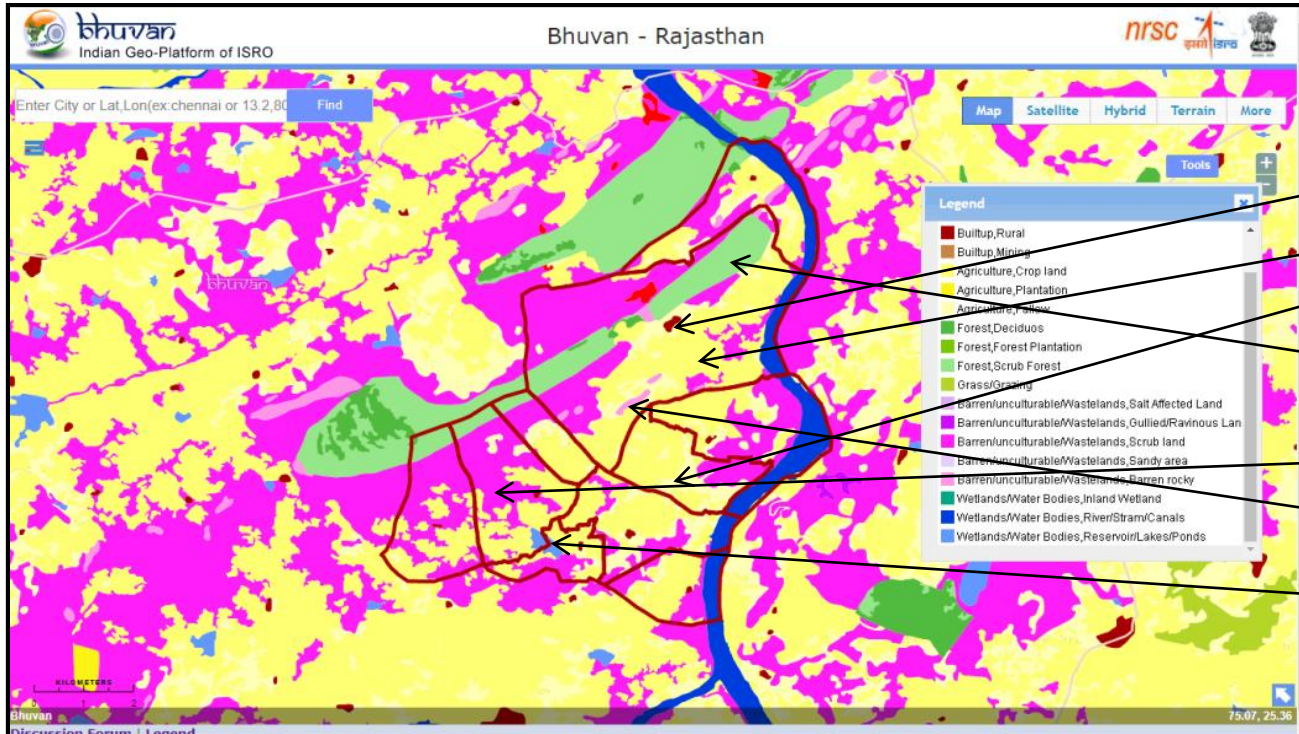 bhuvan
Indian Geo-Platform of ISRO
Bhuvan - Rajasthan
nrsc
इसरो isro
Enter City or Lat,Lon(ex:chennai or 13.2,80
Find
Map Satellite Hybrid Terrain More
Tools
+
−
Legend
x
Builtup,Rural
Builtup,Mining
Agriculture,Crop land
Agriculture,Plantation
Agriculture,Fallow
Forest,Deciduos
Forest,Forest Plantation
Forest,Scrub Forest
Grass/Grazing
Barren/unculturable/Wastelands,Salt Affected Land
Barren/unculturable/Wastelands,Gullied/Ravinous Lan
Barren/unculturable/Wastelands,Scrub land
Barren/unculturable/Wastelands,Sandy area
Barren/unculturable/Wastelands,Barren rocky
Wetlands/Water Bodies,Inland Wetland
Wetlands/Water Bodies,River/Stram/Canals
Wetlands/Water Bodies,Reservoir/Lakes/Ponds
bhuvan
KILOMETERS
0 1 2
Bhuvan
75.07, 25.36
Discussion Forum | Legend